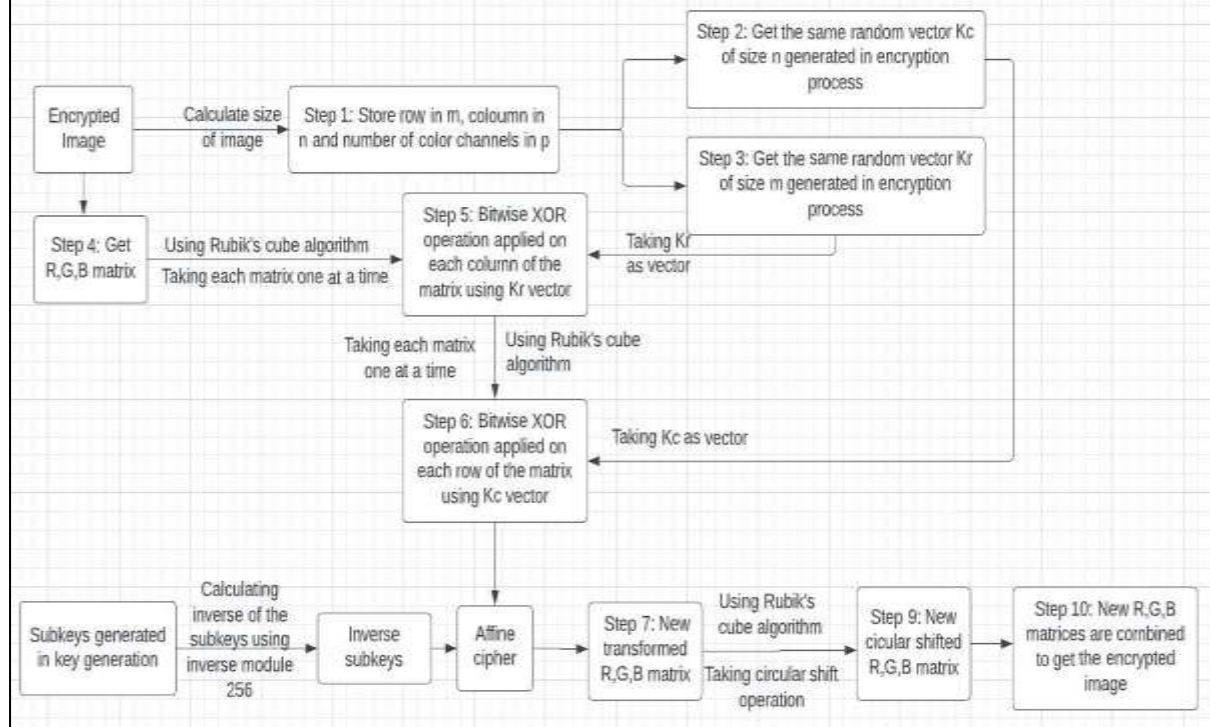 Step 2: Get the same random vector Kc
of size n generated in encryption
process
Encrypted
Image
Calculate size
of image
Step 1: Store row in m, coloumn in
n and number of color channels in p
Step 3: Get the same random vector Kr
of size m generated in encryption
process
Step 4: Get
R,G,B matrix
Using Rubik's cube algorithm
Taking each matrix one at a time
Step 5: Bitwise XOR
operation applied on
each column of the
matrix using Kr vector
Taking Kr
as vector
Taking each matrix
one at a time
Using Rubik's cube
algorithm
Step 6: Bitwise XOR
operation applied on
each row of the matrix
using Kc vector
Taking Kc as vector
Subkeys generated
in key generation
Calculating
inverse of the
subkeys using
inverse module
256
Inverse
subkeys
Affine
cipher
Step 7: New
transformed
R,G,B matrix
Using Rubik's
cube algorithm
Taking circular shift
operation
Step 9: New
cicular shifted
R,G,B matrix
Step 10: New R,G,B
matrices are combined
to get the encrypted
image